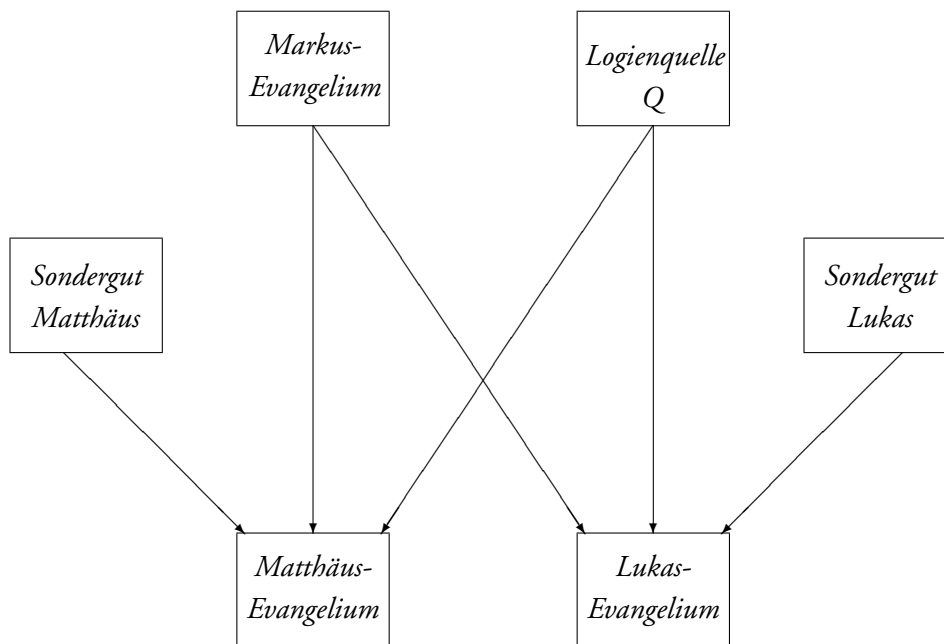 Markus-
Evangelium
Logienquelle
Q
Sondergut
Matthäus
Sondergut
Lukas
Matthäus-
Evangelium
Lukas-
Evangelium